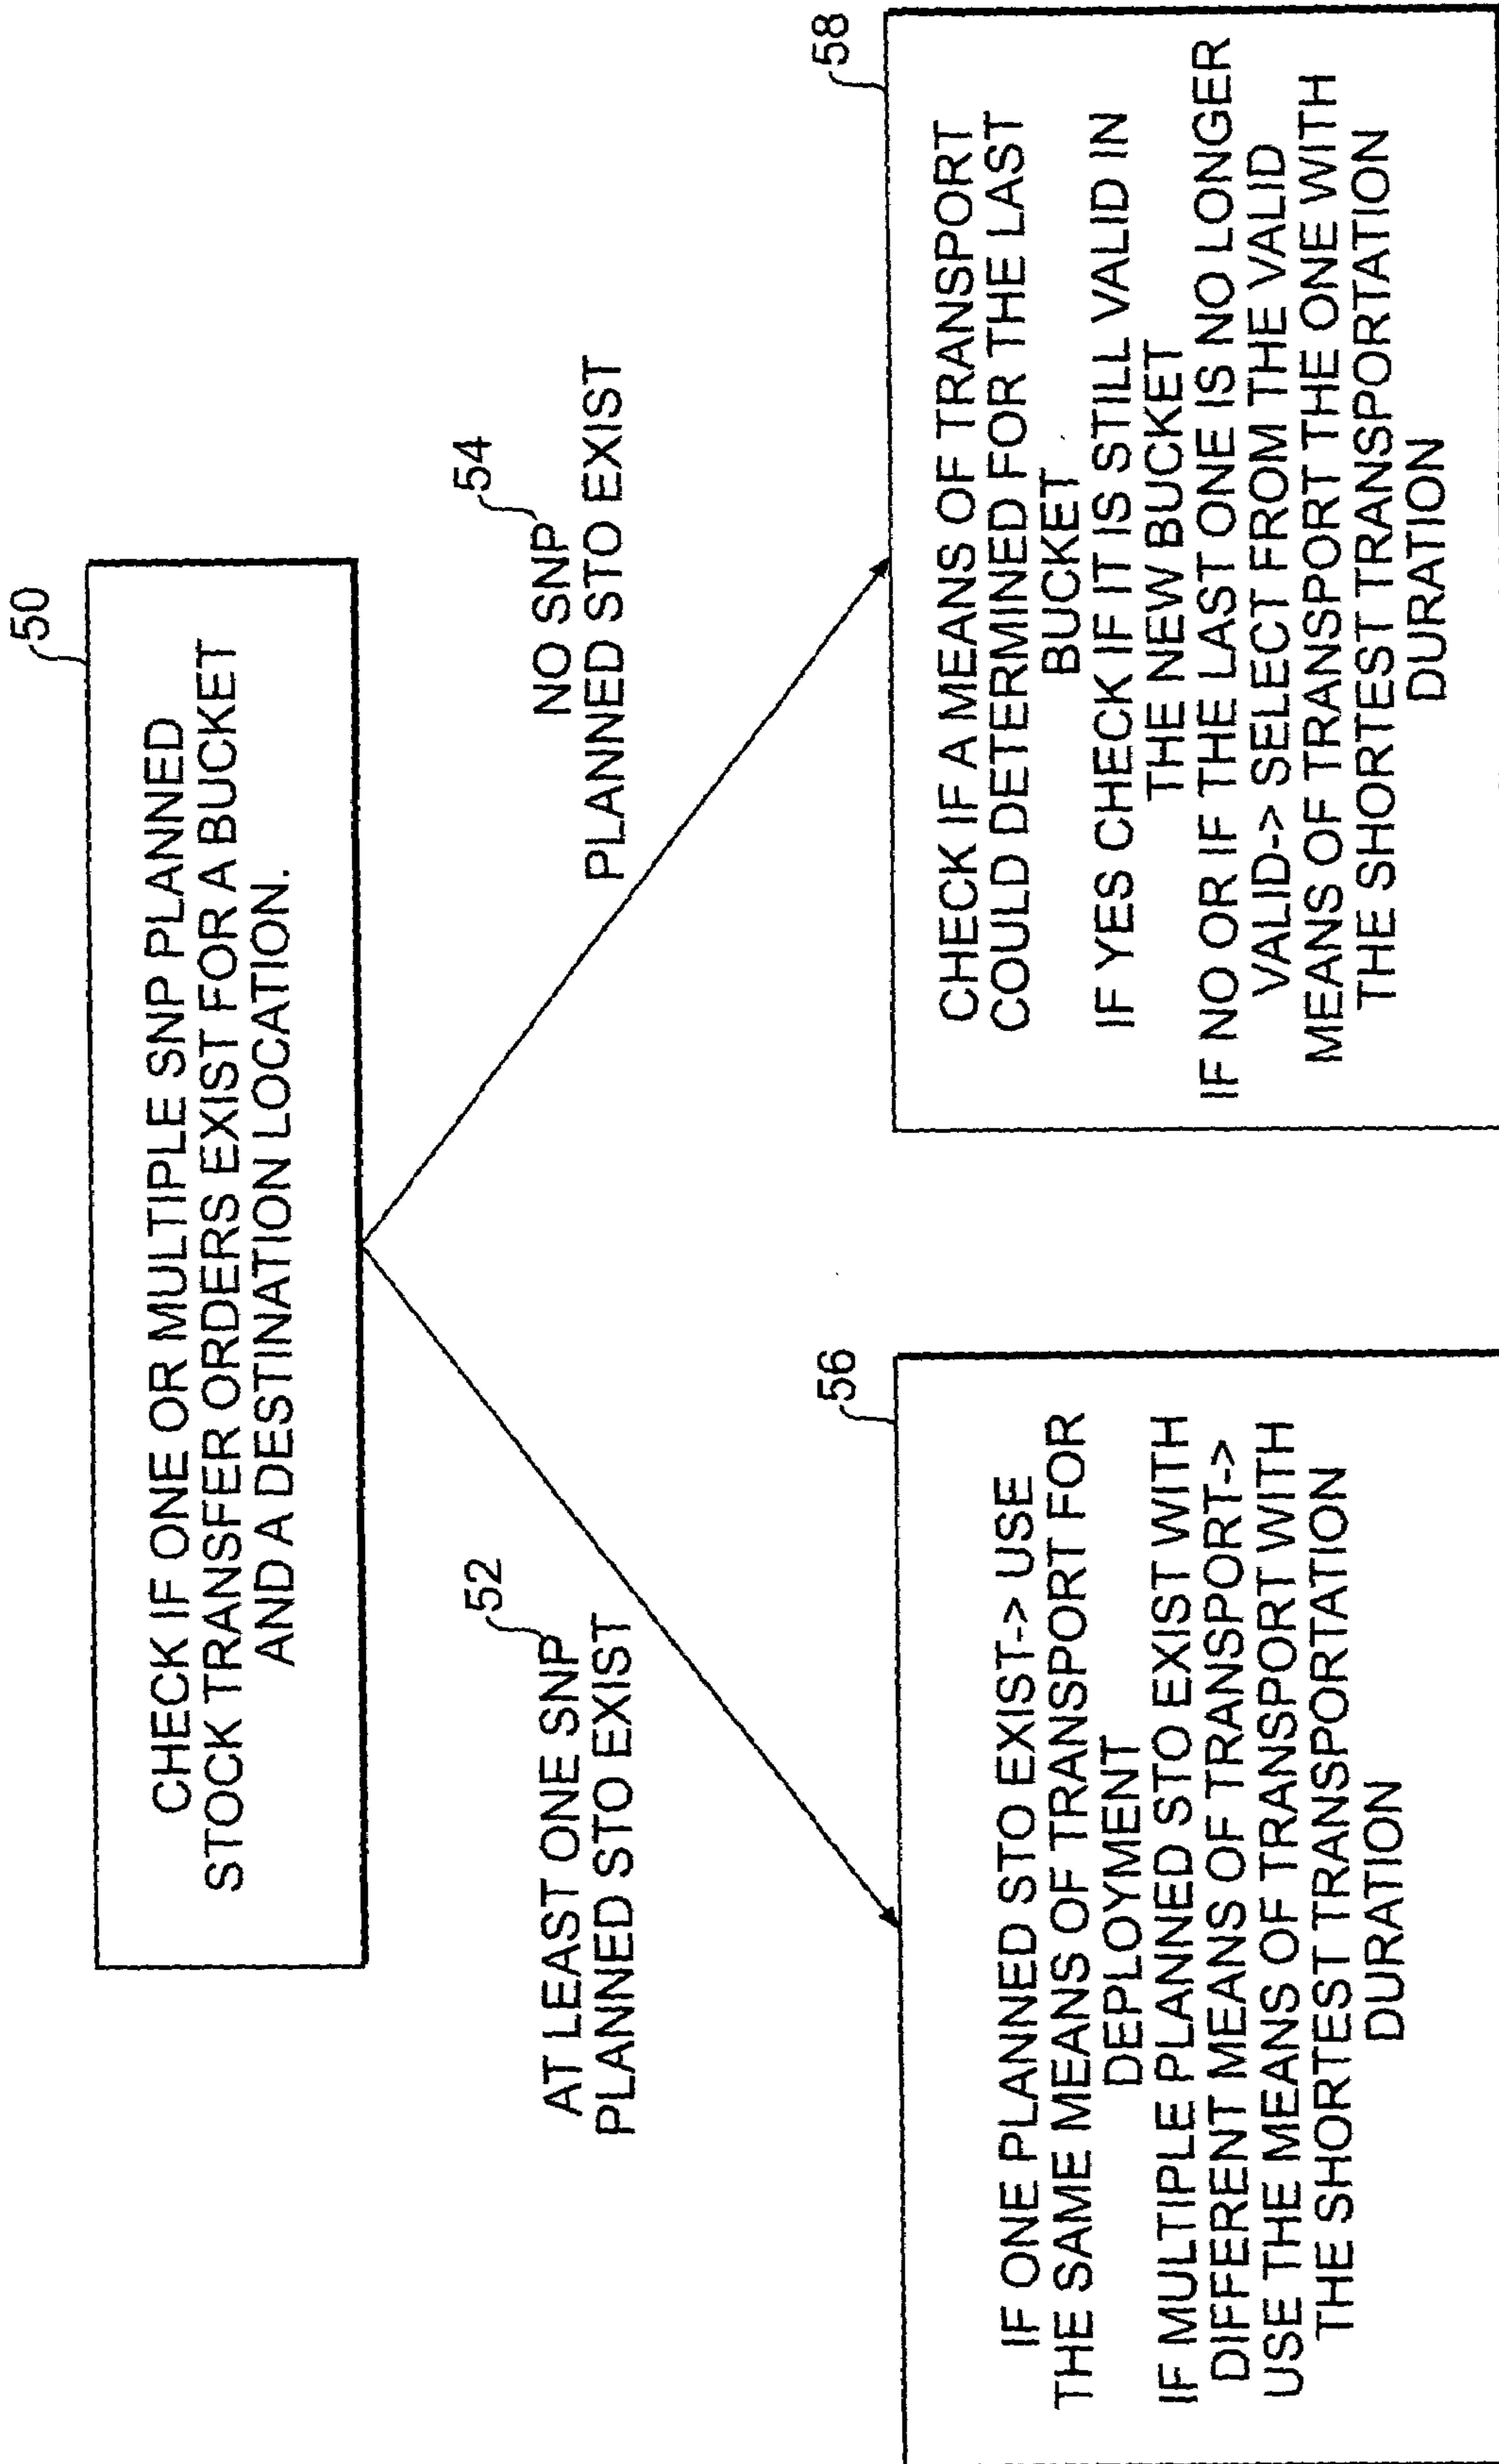 50
CHECK IF ONE OR MULTIPLE SNP PLANNED
STOCK TRANSFER ORDERS EXIST FOR A BUCKET
AND A DESTINATION LOCATION.
52
AT LEAST ONE SNP
PLANNED STO EXIST
54
NO SNP
PLANNED STO EXIST
56
IF ONE PLANNED STO EXIST-> USE
THE SAME MEANS OF TRANSPORT FOR
DEPLOYMENT
IF MULTIPLE PLANNED STO EXIST WITH
DIFFERENT MEANS OF TRANSPORT->
USE THE MEANS OF TRANSPORT WITH
THE SHORTEST TRANSPORTATION
DURATION
58
CHECK IF A MEANS OF TRANSPORT
COULD DETERMINED FOR THE LAST
BUCKET
IF YES CHECK IF IT IS STILL VALID IN
THE NEW BUCKET
IF NO OR IF THE LAST ONE IS NO LONGER
VALID-> SELECT FROM THE VALID
MEANS OF TRANSPORT THE ONE WITH
THE SHORTEST TRANSPORTATION
DURATION